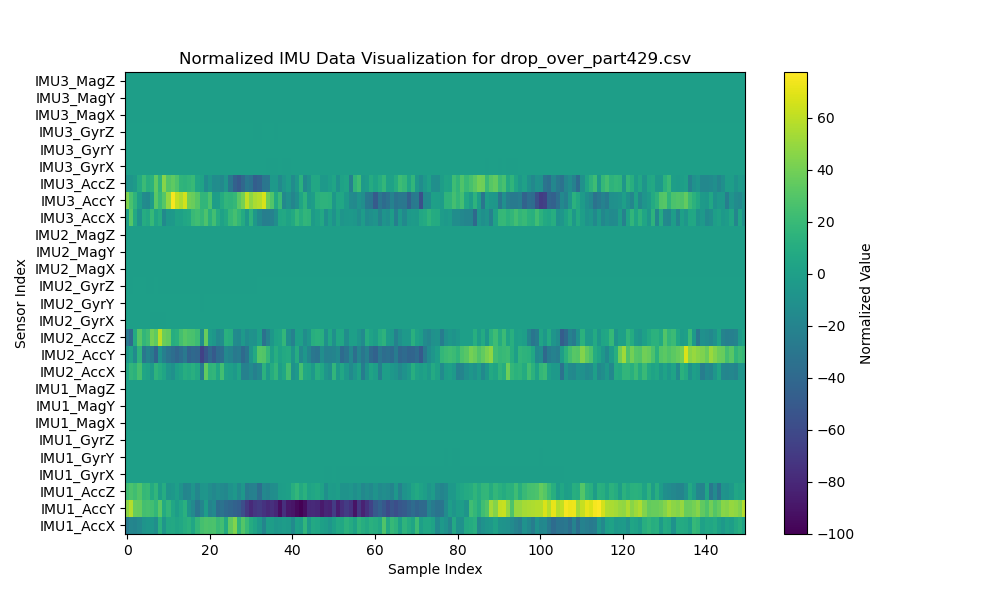 Normalized IMU Data Visualization for drop_over_part429.csv
IMU3_MagZ
IMU3_MagY
IMU3_MagX
IMU3_GyrZ
IMU3_GyrY
IMU3_GyrX
IMU3_AccZ
IMU3_AccY
IMU3_AccX
IMU2_MagZ
IMU2_MagY
IMU2_MagX
IMU2_GyrZ
IMU2_GyrY
IMU2_GyrX
IMU2_AccZ
IMU2_AccY
IMU2_AccX
IMU1_MagZ
IMU1_MagY
IMU1_MagX
IMU1_GyrZ
IMU1_GyrY
IMU1_GyrX
IMU1_AccZ
IMU1_AccY
IMU1_AccX
Sensor Index
0 20 40 60 80 100 120 140
Sample Index
60
40
20
0
−20
−40
−60
−80
−100
Normalized Value